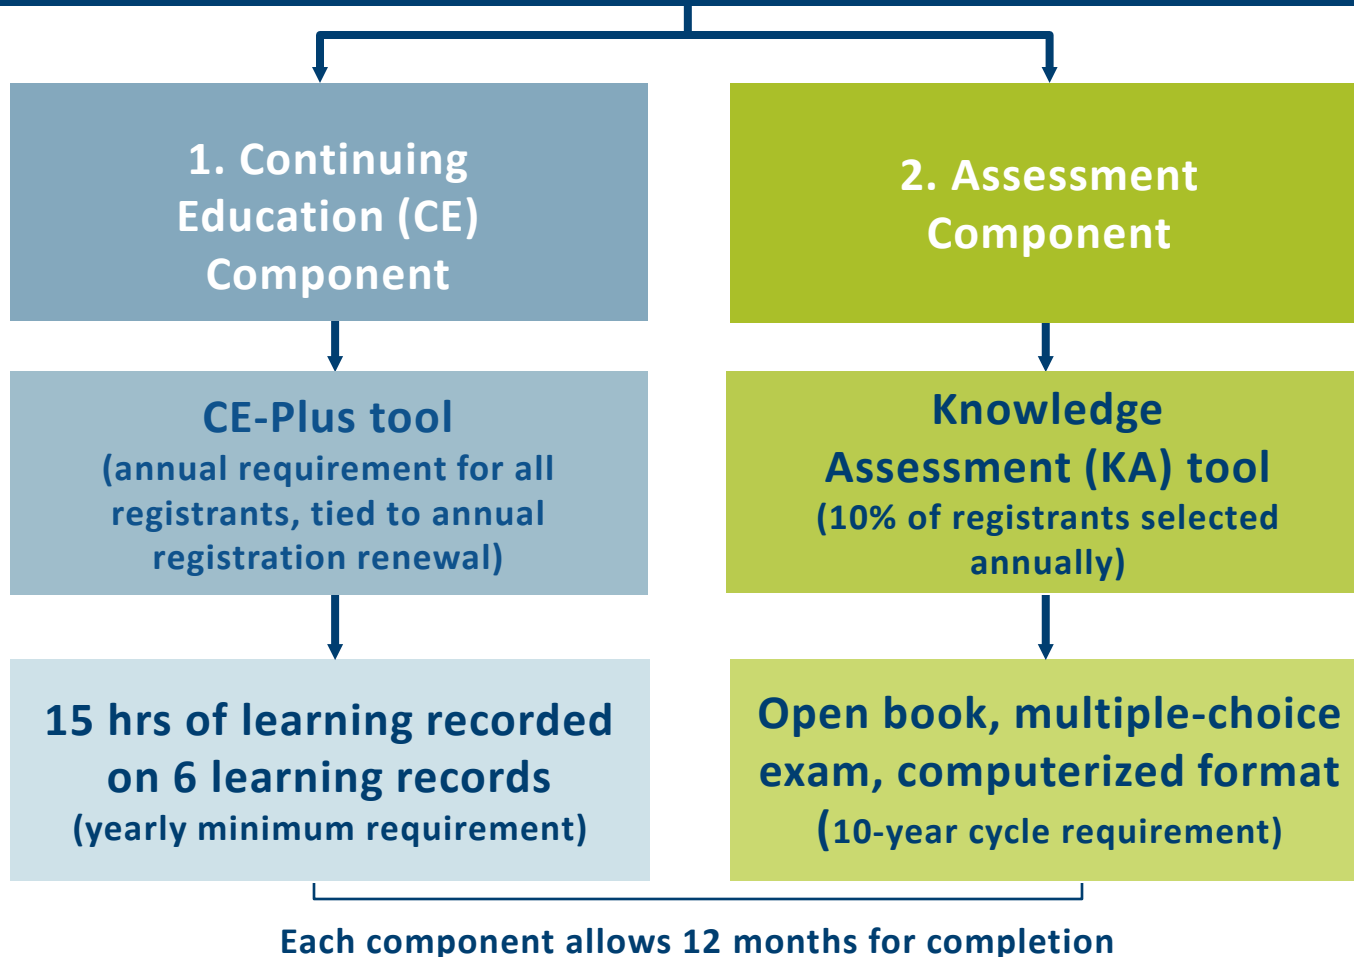 1. Continuing
Education (CE)
Component
2. Assessment
Component
CE-Plus tool
(annual requirement for all
registrants, tied to annual
registration renewal)
Knowledge
Assessment (KA) tool
(10% of registrants selected
annually)
15 hrs of learning recorded
on 6 learning records
(yearly minimum requirement)
Open book, multiple-choice
exam, computerized format
(10-year cycle requirement)
Each component allows 12 months for completion